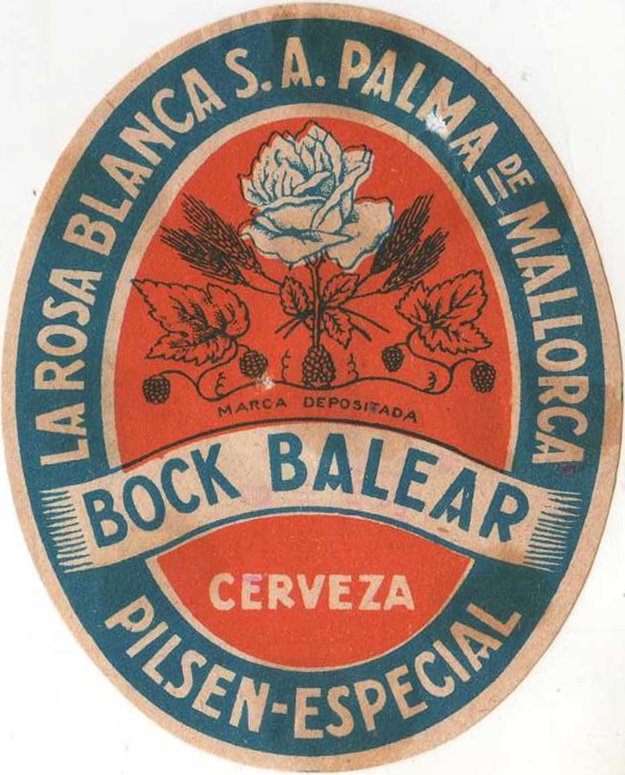 LA ROSA BLANCA S.A. PALMA DE MALLORCA
MARCA DEPOSITADA
BOCK BALEAR
CERVEZA
PILSEN-ESPECIAL